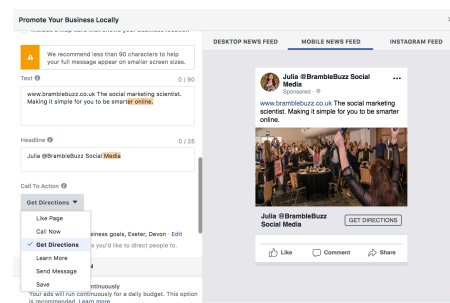 Promote Your Business Locally
DESKTOP NEWS FEED
MOBILE NEWS FEED
INSTAGRAM FEED
We recommend less than 90 characters to help
your full message appear on smaller screen sizes.
Text
0 / 90
www.bramblebuzz.co.uk The social marketing scientist.
Making it simple for you to be smarter online.
Headline
0 / 25
Julia @BrambleBuzz Social Media
Call To Action
Get Directions
Like Page
Call Now
Get Directions
Learn More
Send Message
Save
siness goals, Exeter, Devon · Edit
you'd like to direct people to.
ntinuously
Your ads will run continuously for a daily budget. This option
is recommended. Learn more
Julia @BrambleBuzz Social
Media
Sponsored ·
www.bramblebuzz.co.uk The social marketing
scientist. Making it simple for you to be smarter
online.
Julia @BrambleBuzz
Social Media
GET DIRECTIONS
Like
Comment
Share